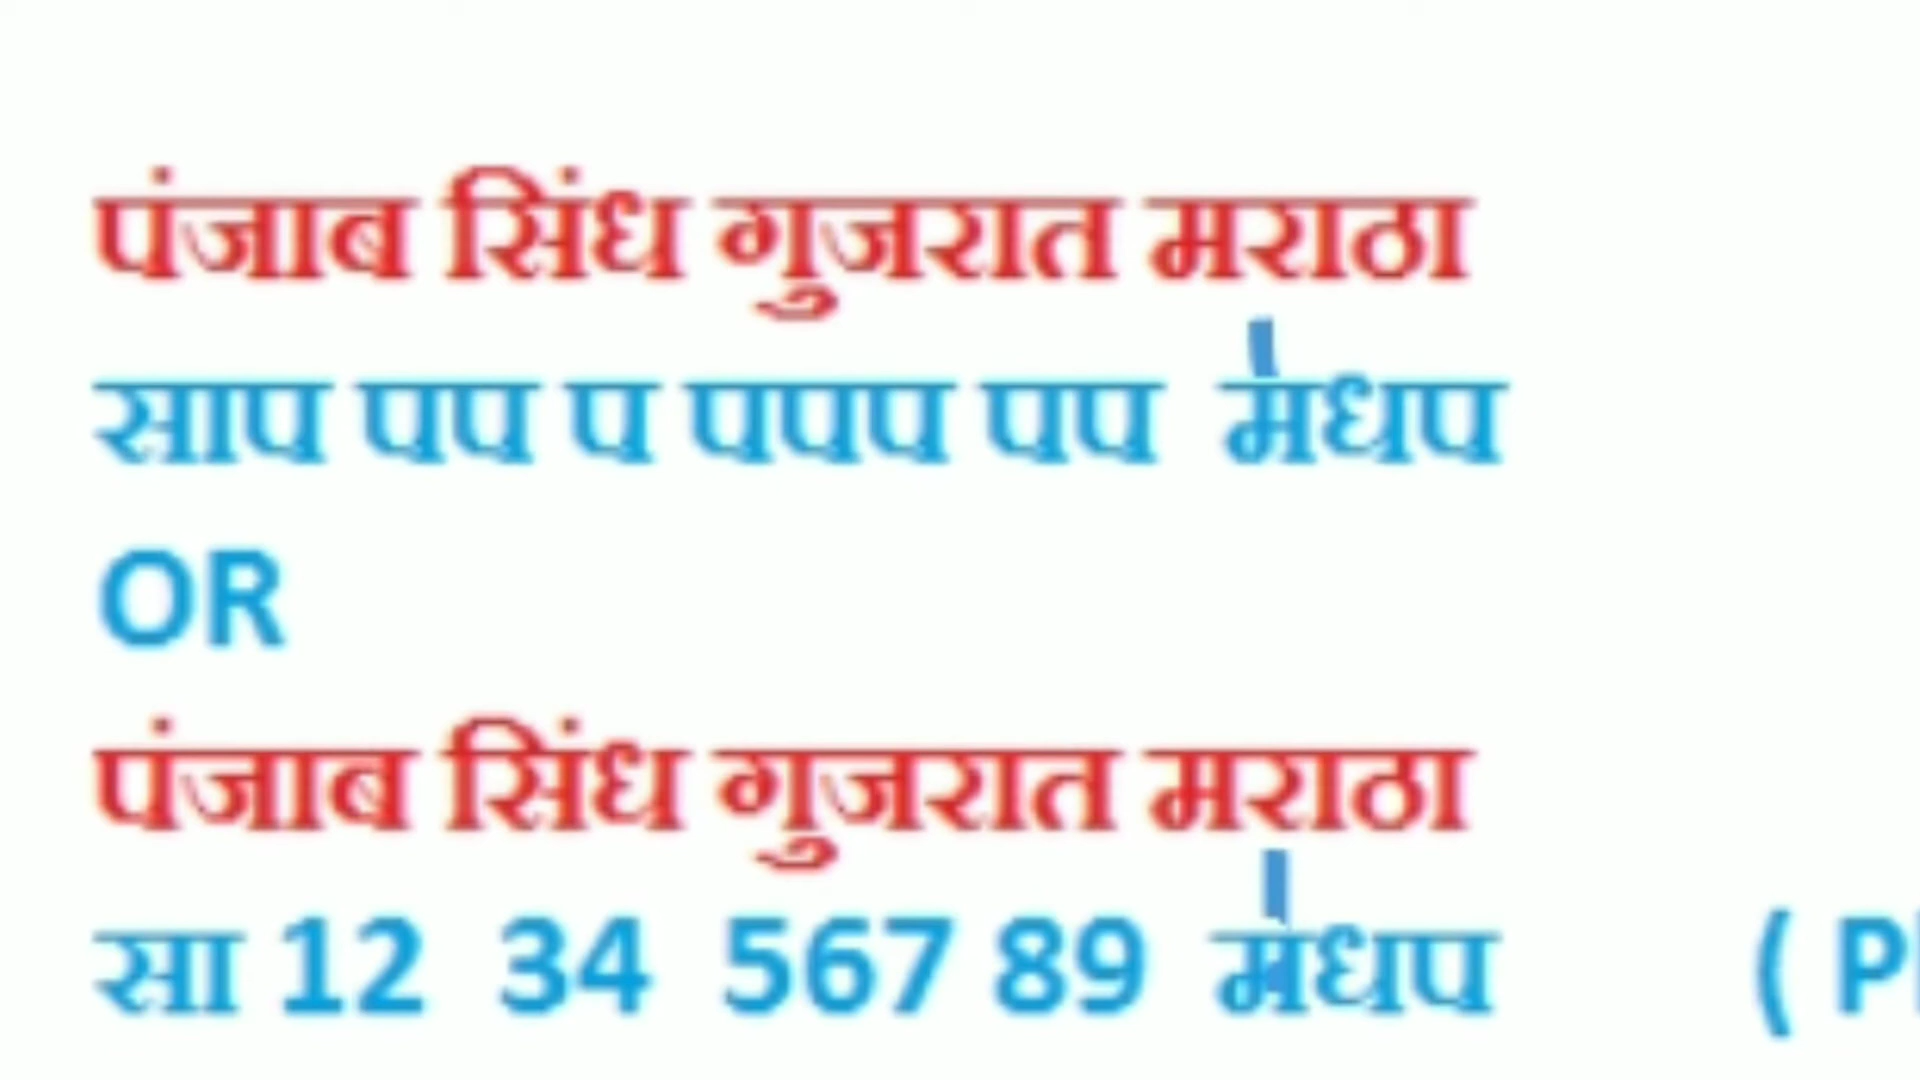 पंजाब सिंध गुजरात मराठा
साप पप प पपप पप म॑धप
OR
पंजाब सिंध गुजरात मराठा
सा 12 34 567 89 म॑धप (